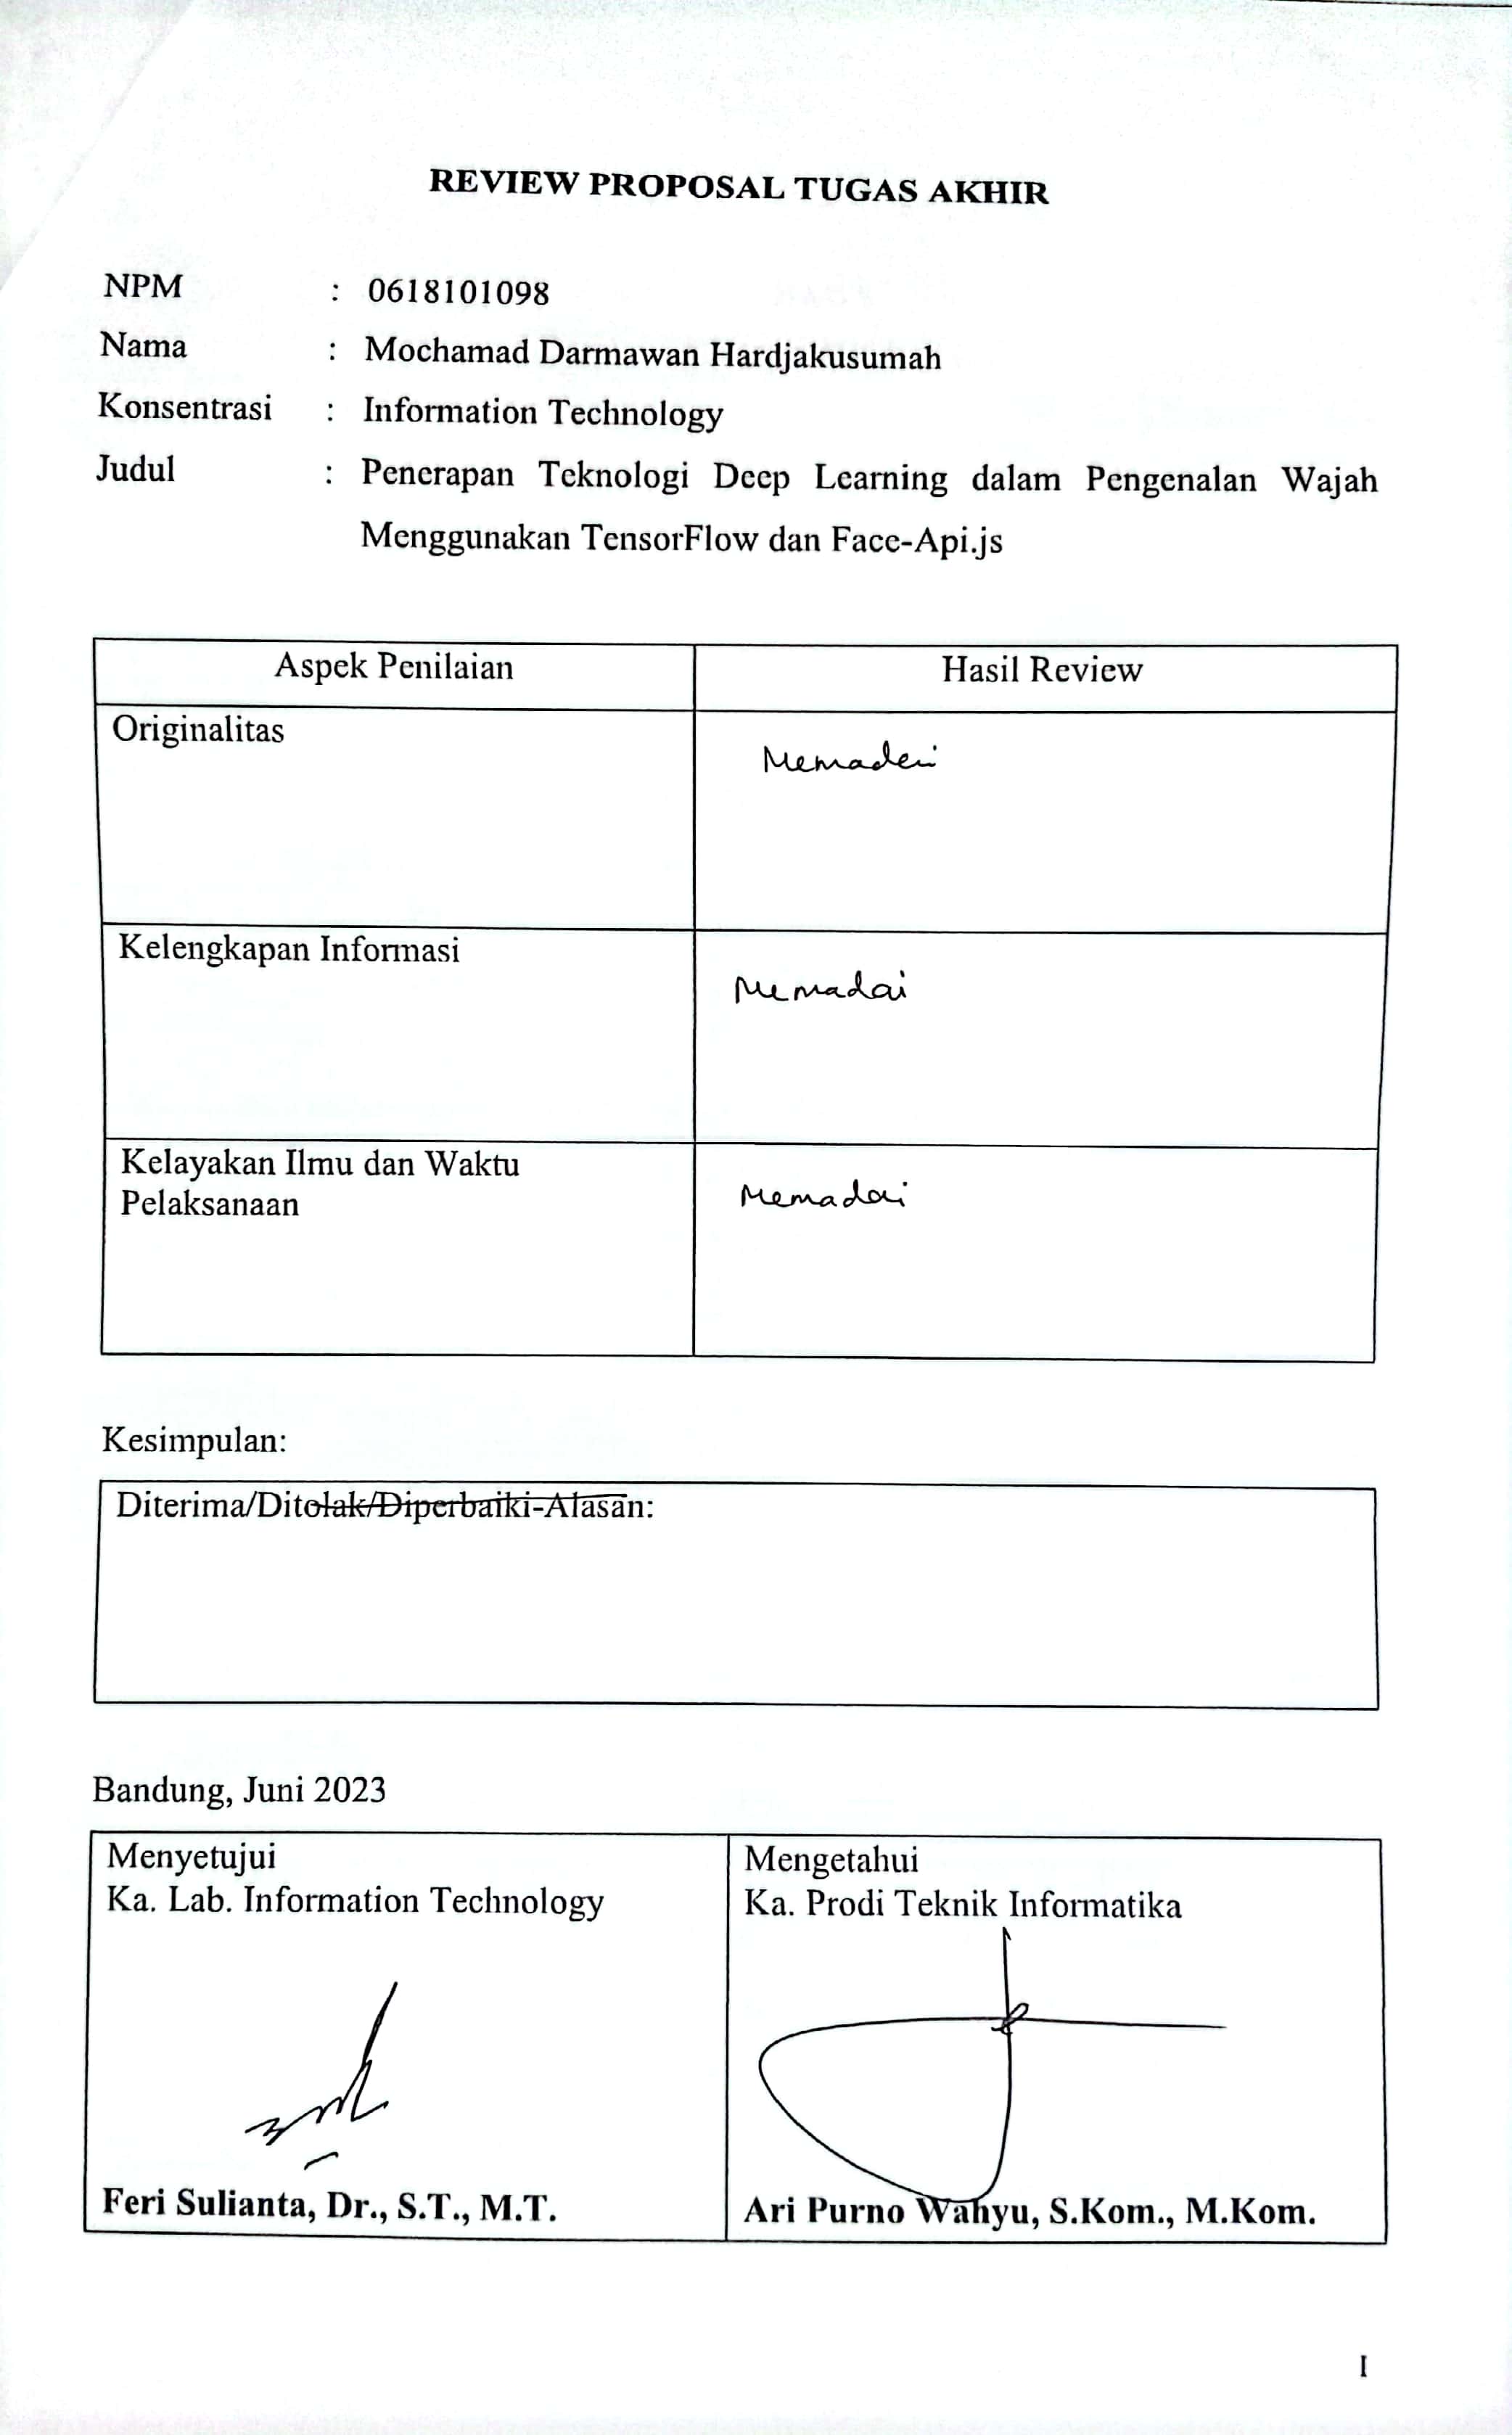 REVIEW PROPOSAL TUGAS AKHIR
NPM : 0618101098
Nama : Mochamad Darmawan Hardjakusumah
Konsentrasi : Information Technology
Judul : Penerapan Teknologi Deep Learning dalam Pengenalan Wajah
Menggunakan TensorFlow dan Face-Api.js
Aspek Penilaian Hasil Review
Originalitas Memadai
Kelengkapan Informasi Memadai
Kelayakan Ilmu dan Waktu
Pelaksanaan Memadai
Kesimpulan:
Diterima/Ditolak/Diperbaiki-Alasan:
Bandung, Juni 2023
Menyetujui
Ka. Lab. Information Technology
Feri Sulianta, Dr., S.T., M.T.
Mengetahui
Ka. Prodi Teknik Informatika
Ari Purno Wahyu, S.Kom., M.Kom.
I